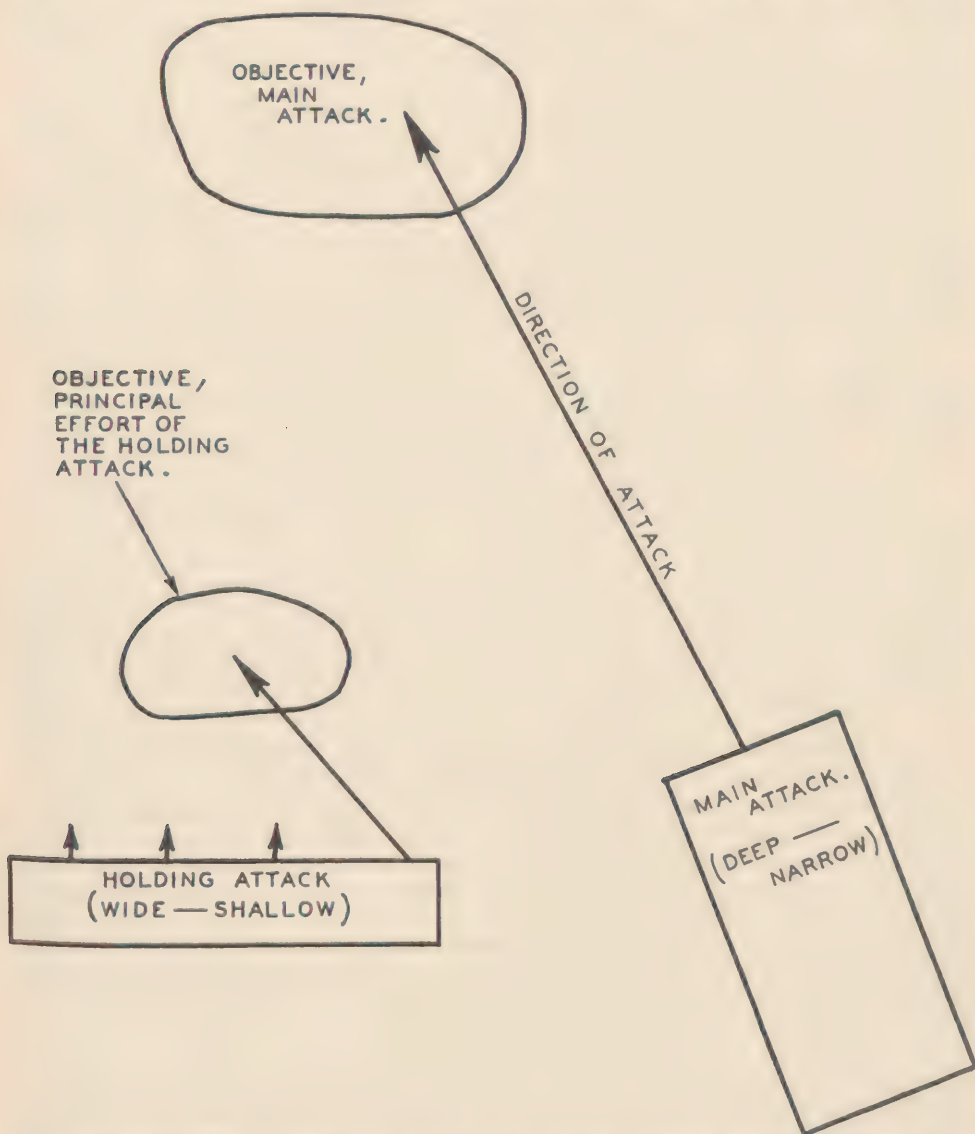 OBJECTIVE,
MAIN
ATTACK.
DIRECTION OF ATTACK
OBJECTIVE,
PRINCIPAL
EFFORT OF
THE HOLDING
ATTACK.
HOLDING ATTACK
(WIDE — SHALLOW)
MAIN
ATTACK.
(DEEP —
NARROW)